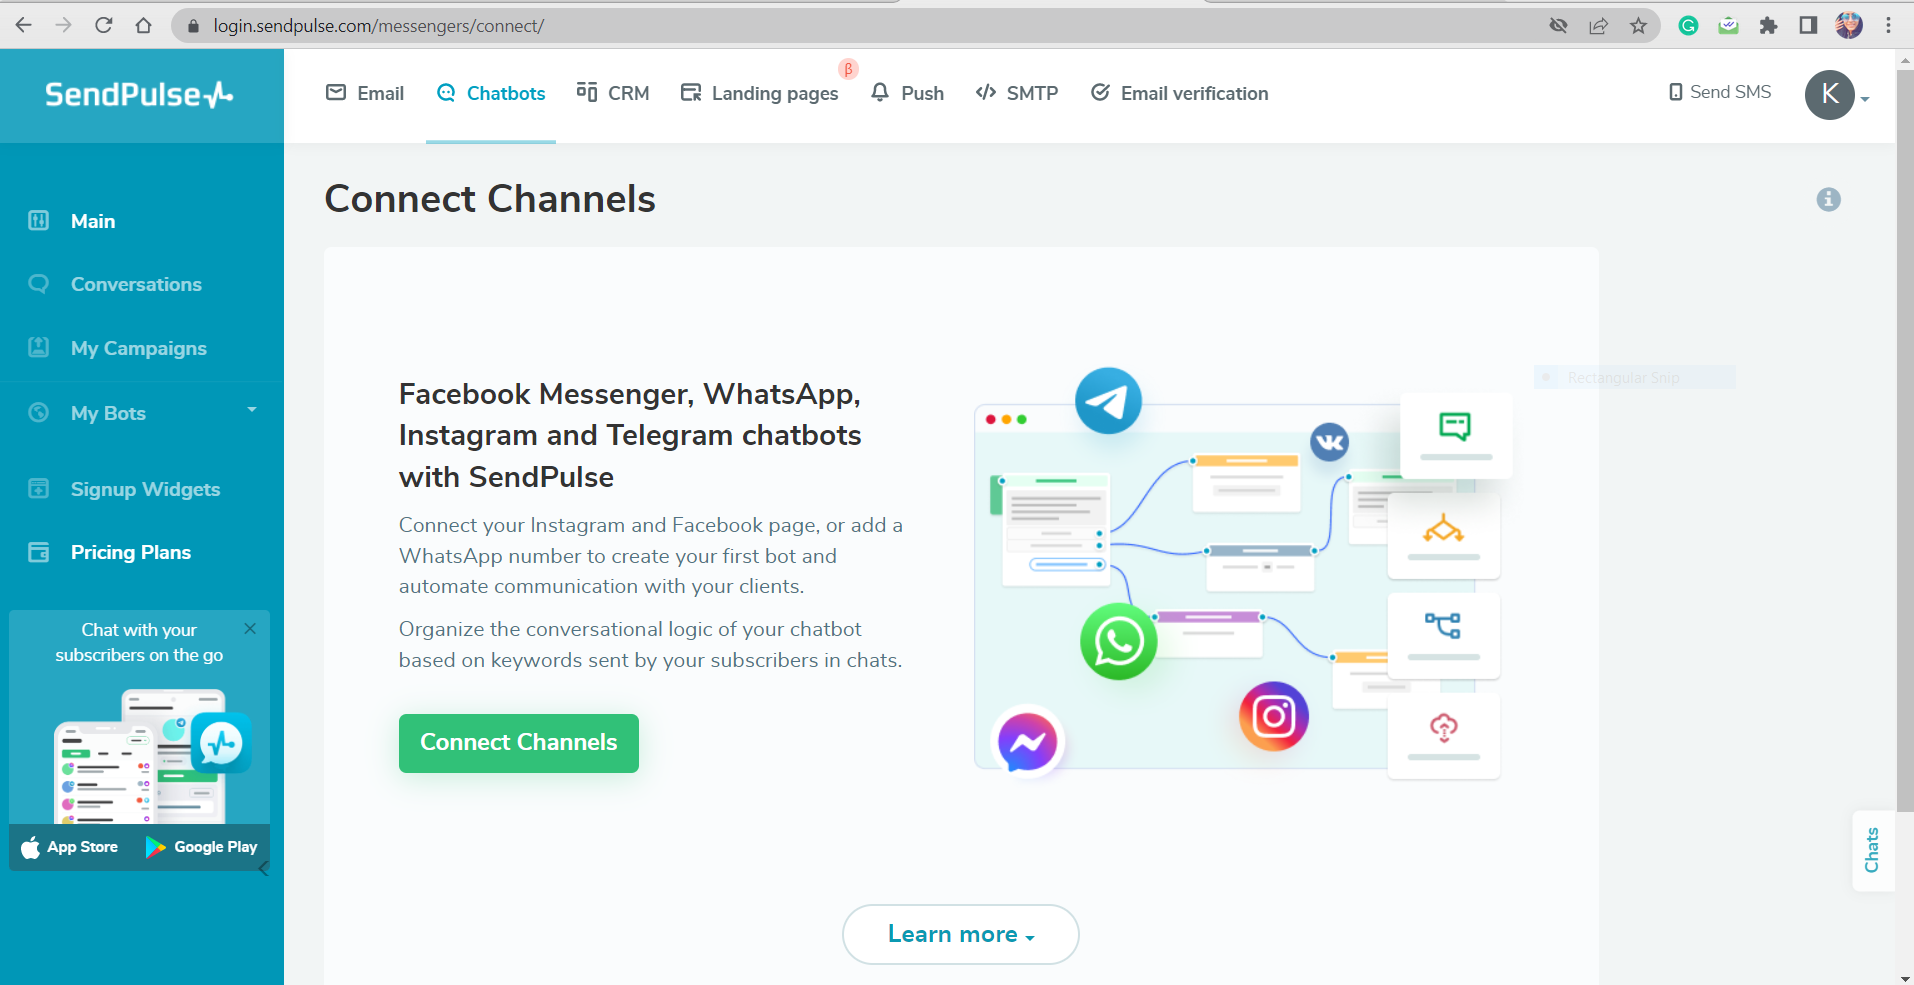 login.sendpulse.com/messengers/connect/
SendPulse
Email
Chatbots
CRM
Landing pages
β
Push
SMTP
Email verification
Send SMS
K
Main
Conversations
My Campaigns
My Bots
Signup Widgets
Pricing Plans
Chat with your
subscribers on the go
App Store
Google Play
Connect Channels
Facebook Messenger, WhatsApp,
Instagram and Telegram chatbots
with SendPulse
Connect your Instagram and Facebook page, or add a
WhatsApp number to create your first bot and
automate communication with your clients.
Organize the conversational logic of your chatbot
based on keywords sent by your subscribers in chats.
Connect Channels
Rectangular Snip
Chats
Learn more